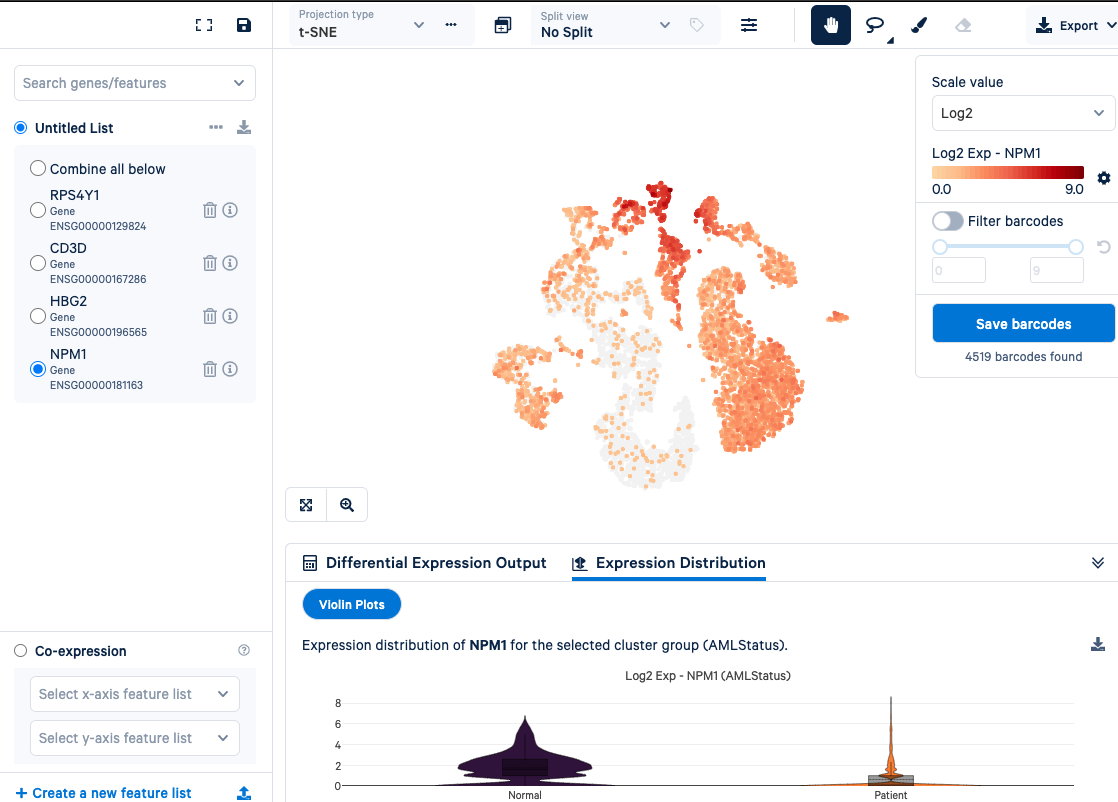 Projection type
t-SNE
Split view
No Split
Export
Search genes/features
Untitled List
Combine all below
RPS4Y1
Gene
ENSG00000129824
CD3D
Gene
ENSG00000167286
HBG2
Gene
ENSG00000196565
NPM1
Gene
ENSG00000181163
Co-expression
Select x-axis feature list
Select y-axis feature list
+ Create a new feature list
Scale value
Log2
Log2 Exp - NPM1
0.0 9.0
Filter barcodes
0 9
Save barcodes
4519 barcodes found
Differential Expression Output
Expression Distribution
Violin Plots
Expression distribution of NPM1 for the selected cluster group (AMLStatus).
Log2 Exp - NPM1 (AMLStatus)
8
6
4
2
0
Normal Patient